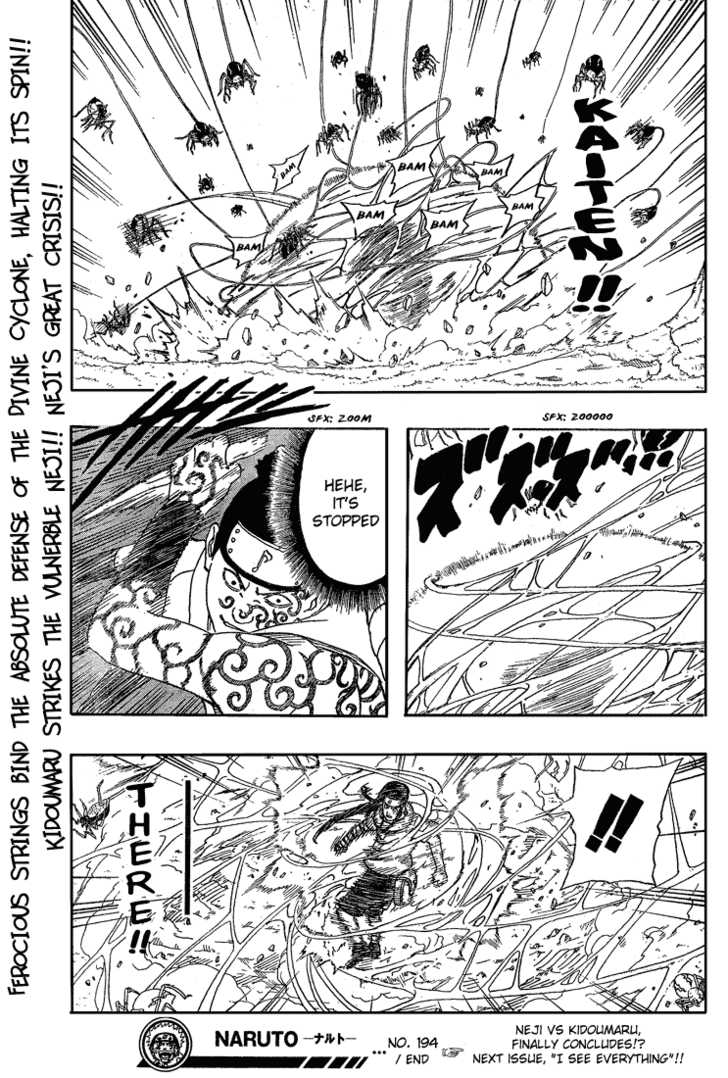 FEROCIOUS STRINGS BIND THE ABSOLUTE DEFENSE OF THE DIVINE CYCLONE, HALTING ITS SPIN!!
KIDOUMARU STRIKES THE VULNERBLE NEJI!! NEJI'S GREAT CRISIS!!
KAITEN!!
BAM
BAM
BAM
BAM
BAM
BAM
BAM
SFX: ZOOOOO
ズズズ
SFX: ZOOM
HEHE,
IT'S
STOPPED
!!
THERE!!
NARUTO —ナルト—
... NO. 194
/ END
☞
NEJI VS KIDOUMARU,
FINALLY CONCLUDES!?
NEXT ISSUE, "I SEE EVERYTHING"!!